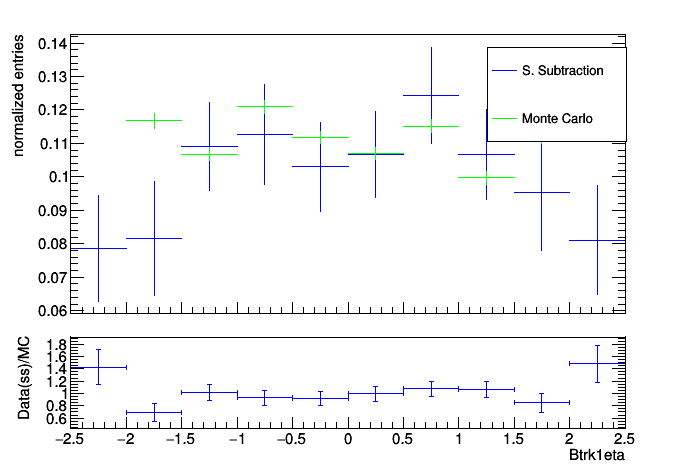 normalized entries
0.14
0.13
0.12
0.11
0.1
0.09
0.08
0.07
0.06
S. Subtraction
Monte Carlo
Data(ss)/MC
1.8
1.6
1.4
1.2
1
0.8
0.6
−2.5 −2 −1.5 −1 −0.5 0 0.5 1 1.5 2 2.5
Btrk1eta